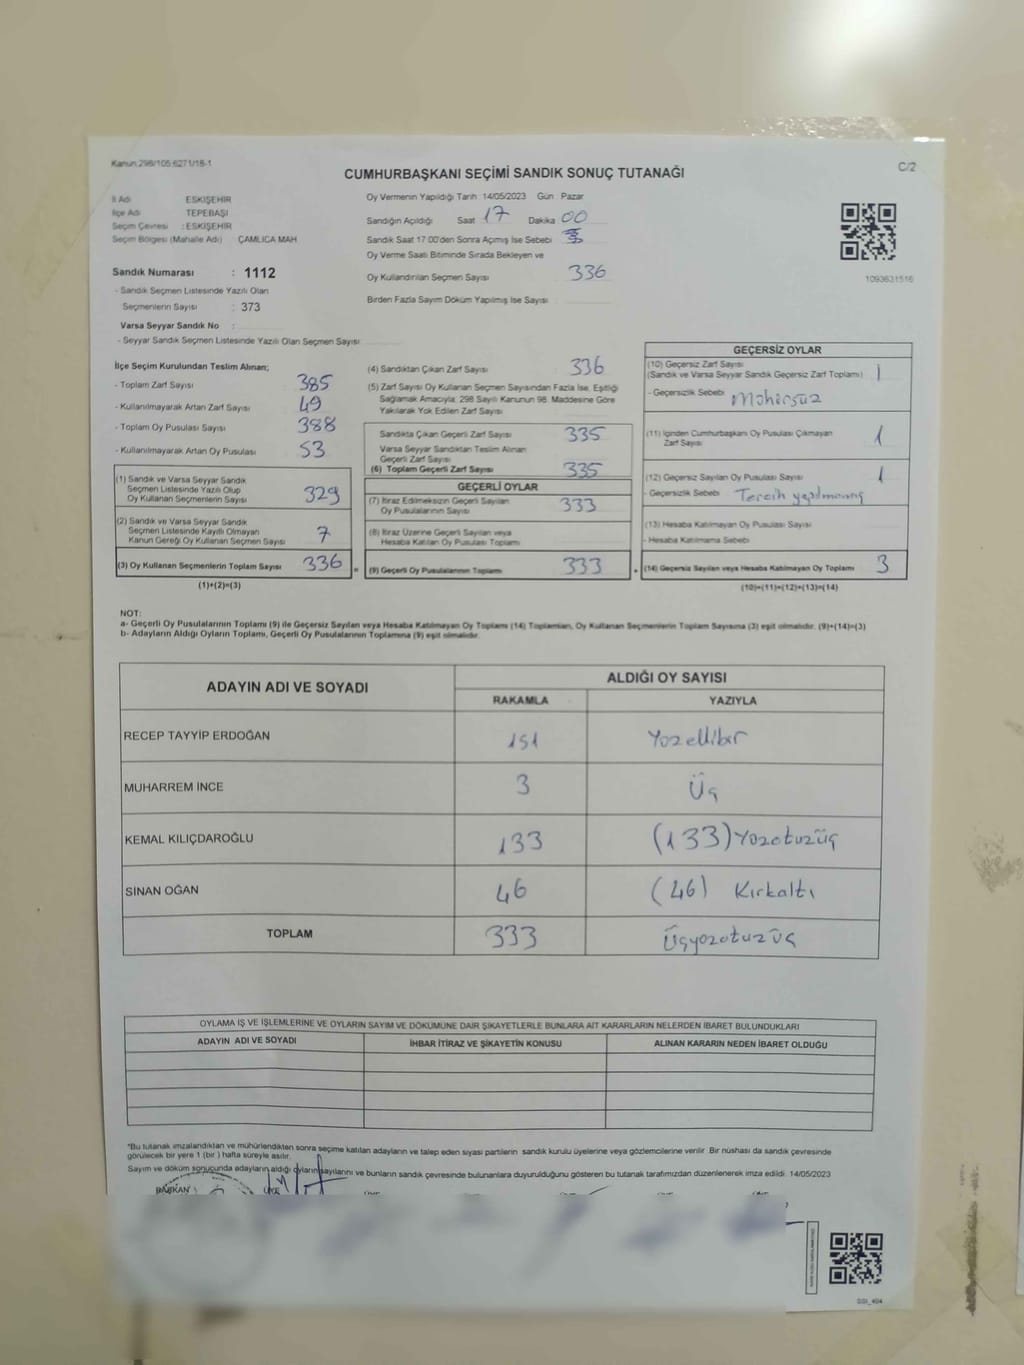 Kanun:298/105:6271/18-1
C/2
CUMHURBAŞKANI SEÇİMİ SANDIK SONUÇ TUTANAĞI
İl Adı ESKİŞEHİR
İlçe Adı TEPEBAŞI
Seçim Çevresi : ESKİŞEHİR
Seçim Bölgesi (Mahalle Adı) ÇAMLICA MAH
Sandık Numarası : 1112
- Sandık Seçmen Listesinde Yazılı Olan
Seçmenlerin Sayısı : 373
Varsa Seyyar Sandık No :
- Seyyar Sandık Seçmen Listesinde Yazılı Olan Seçmen Sayısı
Oy Vermenin Yapıldığı Tarih 14/05/2023 Gün Pazar
Sandığın Açıldığı Saat 17 Dakika 00
Sandık Saat 17:00'den Sonra Açımış İse Sebebi
Oy Verme Saati Bitiminde Sırada Bekleyen ve
Oy Kullandırılan Seçmen Sayısı 336
Birden Fazla Sayım Döküm Yapılmış İse Sayısı
1093631516
İlçe Seçim Kurulundan Teslim Alınan;
- Toplam Zarf Sayısı 385
- Kullanılmayarak Artan Zarf Sayısı 49
- Toplam Oy Pusulası Sayısı 388
- Kullanılmayarak Artan Oy Pusulası 53
(1) Sandık ve Varsa Seyyar Sandık
Seçmen Listesinde Yazılı Olup
Oy Kullanan Seçmenlerin Sayısı 329
(2) Sandık ve Varsa Seyyar Sandık
Seçmen Listesinde Kayıtlı Olmayan
Kanun Gereği Oy Kullanan Seçmen Sayısı 7
(3) Oy Kullanan Seçmenlerin Toplam Sayısı 336
(1)+(2)=(3)
(4) Sandıktan Çıkan Zarf Sayısı 336
(5) Zarf Sayısı Oy Kullanan Seçmen Sayısından Fazla İse, Eşitliği
Sağlamak Amacıyla; 298 Sayılı Kanunun 98. Maddesine Göre
Yakılarak Yok Edilen Zarf Sayısı
Sandıkta Çıkan Geçerli Zarf Sayısı 335
Varsa Seyyar Sandıktan Teslim Alınan
Geçerli Zarf Sayısı
(6) Toplam Geçerli Zarf Sayısı 335
GEÇERLİ OYLAR
(7) İtiraz Edilmeksizin Geçerli Sayılan
Oy Pusulalarının Sayısı 333
(8) İtiraz Üzerine Geçerli Sayılan veya
Hesaba Katılan Oy Pusulası Toplamı
= (9) Geçerli Oy Pusulalarının Toplamı 333
GEÇERSİZ OYLAR
(10) Geçersiz Zarf Sayısı
(Sandık ve Varsa Seyyar Sandık Geçersiz Zarf Toplamı) 1
- Geçersizlik Sebebi Mühürsüz
(11) İçinden Cumhurbaşkanı Oy Pusulası Çıkmayan
Zarf Sayısı 1
(12) Geçersiz Sayılan Oy Pusulası Sayısı 1
- Geçersizlik Sebebi Tercih yapılmamış
(13) Hesaba Katılmayan Oy Pusulası Sayısı
- Hesaba Katılmama Sebebi
+ (14) Geçersiz Sayılan veya Hesaba Katılmayan Oy Toplamı 3
(10)+(11)+(12)+(13)=(14)
NOT:
a- Geçerli Oy Pusulalarının Toplamı (9) ile Geçersiz Sayılan veya Hesaba Katılmayan Oy Toplamı (14) Toplamları, Oy Kullanan Seçmenlerin Toplam Sayısına (3) eşit olmalıdır. (9)+(14)=(3)
b- Adayların Aldığı Oyların Toplamı, Geçerli Oy Pusulalarının Toplamına (9) eşit olmalıdır.
ADAYIN ADI VE SOYADI ALDIĞI OY SAYISI
RAKAMLA YAZIYLA
RECEP TAYYİP ERDOĞAN 151 Yüzellibir
MUHARREM İNCE 3 Üç
KEMAL KILIÇDAROĞLU 133 (133) Yüzotuzüç
SİNAN OĞAN 46 (46) Kırkaltı
TOPLAM 333 Üçyüzotuzüç
OYLAMA İŞ VE İŞLEMLERİNE VE OYLARIN SAYIM VE DÖKÜMÜNE DAİR ŞİKAYETLERLE BUNLARA AİT KARARLARIN NELERDEN İBARET BULUNDUKLARI
ADAYIN ADI VE SOYADI İHBAR İTİRAZ VE ŞİKAYETİN KONUSU ALINAN KARARIN NEDEN İBARET OLDUĞU
*Bu tutanak imzalandıktan ve mühürlendikten sonra seçime katılan adayların ve talep eden siyasi partilerin sandık kurulu üyelerine veya gözlemcilerine verilir. Bir nüshası da sandık çevresinde
görülecek bir yere 1 (bir) hafta süreyle asılır.
Sayım ve döküm sonucunda adayların aldığı oyların sayılarını ve bunların sandık çevresinde bulunanlara duyurulduğunu gösteren bu tutanak tarafımızdan düzenlenerek imza edildi. 14/05/2023
BAŞKAN